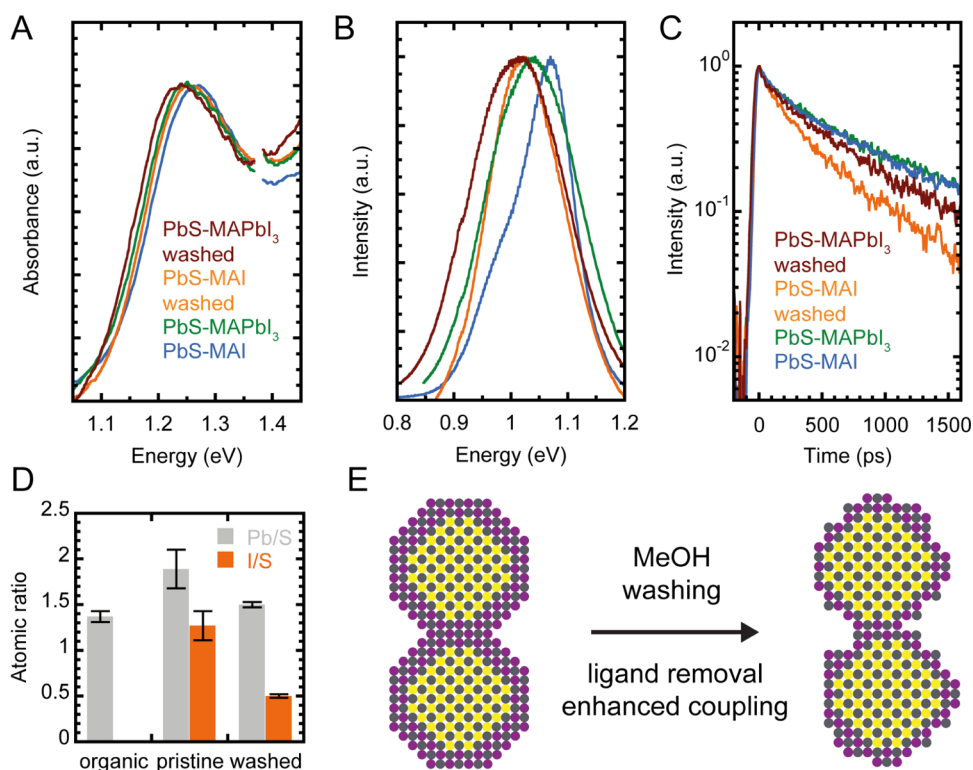 A
Absorbance (a.u.)
PbS-MAPbI₃
washed
PbS-MAI
washed
PbS-MAPbI₃
PbS-MAI
1.1 1.2 1.3 1.4
Energy (eV)
B
Intensity (a.u.)
0.8 0.9 1 1.1 1.2
Energy (eV)
C
Intensity (a.u.)
10⁰
10⁻¹
10⁻²
PbS-MAPbI₃
washed
PbS-MAI
washed
PbS-MAPbI₃
PbS-MAI
0 500 1000 1500
Time (ps)
D
Atomic ratio
2.5
2
1.5
1
0.5
0
Pb/S
I/S
organic pristine washed
E
MeOH
washing
ligand removal
enhanced coupling